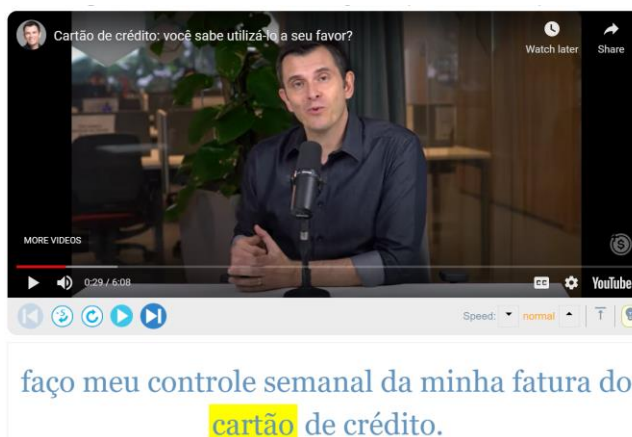 Cartão de crédito: você sabe utilizá-lo a seu favor?
Watch later
Share
MORE VIDEOS
0:29 / 6:08
CC
YouTube
Speed:
normal
faço meu controle semanal da minha fatura do
cartão de crédito.